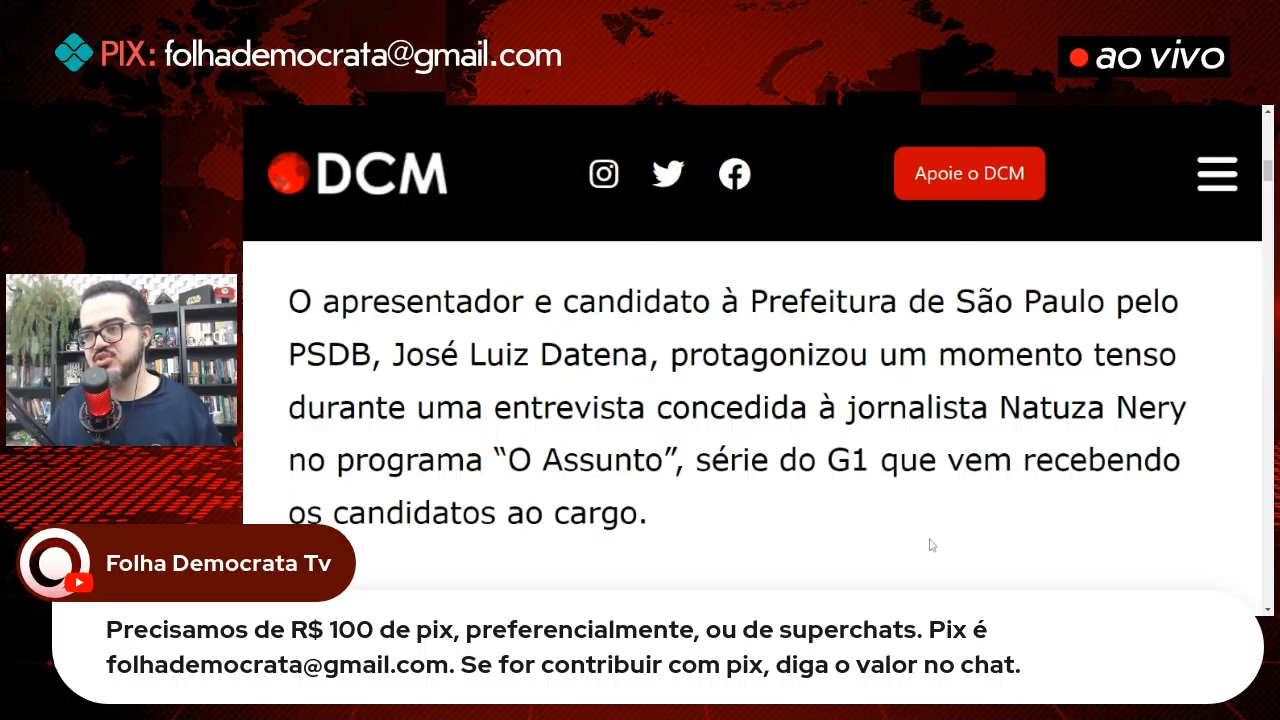 PIX: folhademocrata@gmail.com
ao vivo
DCM
Apoie o DCM
O apresentador e candidato à Prefeitura de São Paulo pelo
PSDB, José Luiz Datena, protagonizou um momento tenso
durante uma entrevista concedida à jornalista Natuza Nery
no programa “O Assunto”, série do G1 que vem recebendo
os candidatos ao cargo.
Folha Democrata Tv
Precisamos de R$ 100 de pix, preferencialmente, ou de superchats. Pix é
folhademocrata@gmail.com. Se for contribuir com pix, diga o valor no chat.